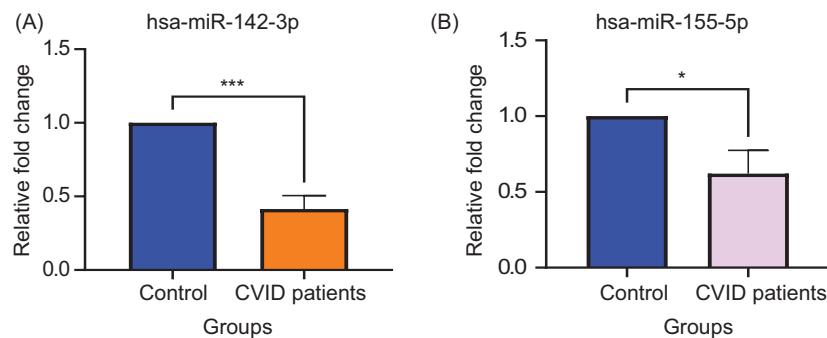 (A)
hsa-miR-142-3p
Relative fold change
1.5
1.0
0.5
0.0
***
Control
CVID patients
Groups
(B)
hsa-miR-155-5p
Relative fold change
1.5
1.0
0.5
0.0
*
Control
CVID patients
Groups